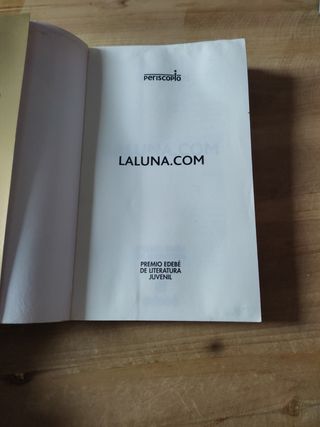 periscopio
LALUNA.COM
PREMIO EDEBÉ
DE LITERATURA
JUVENIL